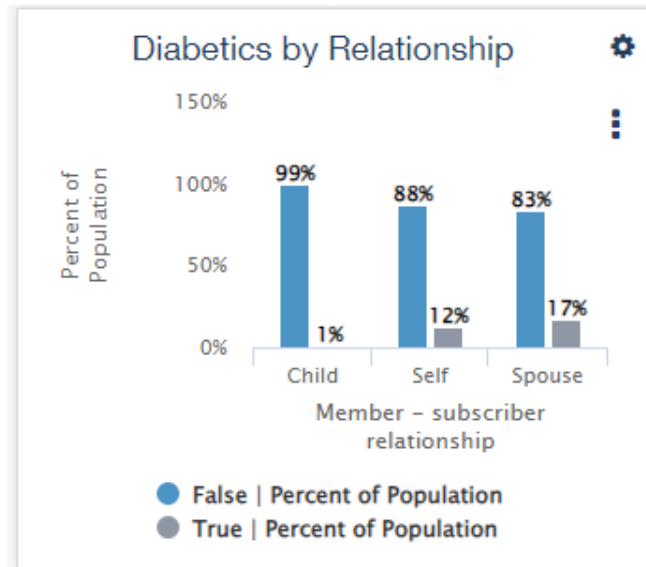 Diabetics by Relationship
150%
100%
50%
0%
Percent of
Population
99%
1%
88%
12%
83%
17%
Child
Self
Spouse
Member – subscriber
relationship
False | Percent of Population
True | Percent of Population